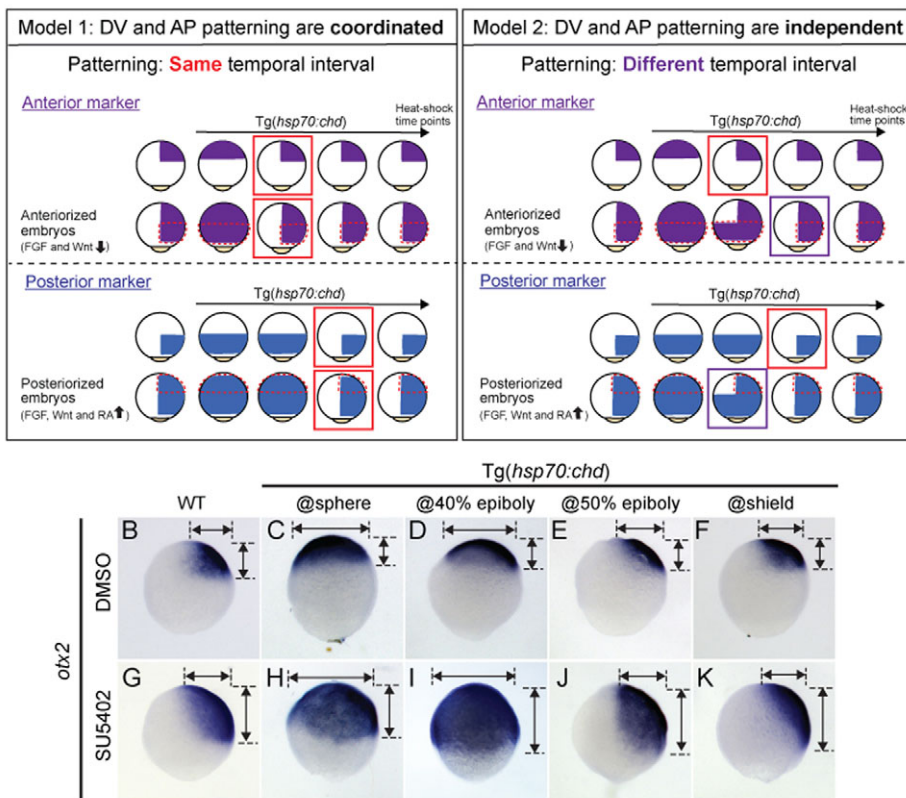 Model 1: DV and AP patterning are coordinated
Patterning: Same temporal interval
Anterior marker
Tg(hsp70:chd)
Heat-shock
time points
Anteriorized
embryos
(FGF and Wnt ⬇)
Posterior marker
Tg(hsp70:chd)
Posteriorized
embryos
(FGF, Wnt and RA⬆)
Model 2: DV and AP patterning are independent
Patterning: Different temporal interval
Anterior marker
Tg(hsp70:chd)
Heat-shock
time points
Anteriorized
embryos
(FGF and Wnt⬇)
Posterior marker
Tg(hsp70:chd)
Posteriorized
embryos
(FGF, Wnt and RA⬆)
Tg(hsp70:chd)
WT @sphere @40% epiboly @50% epiboly @shield
otx2
DMSO
B C D E F
SU5402
G H I J K